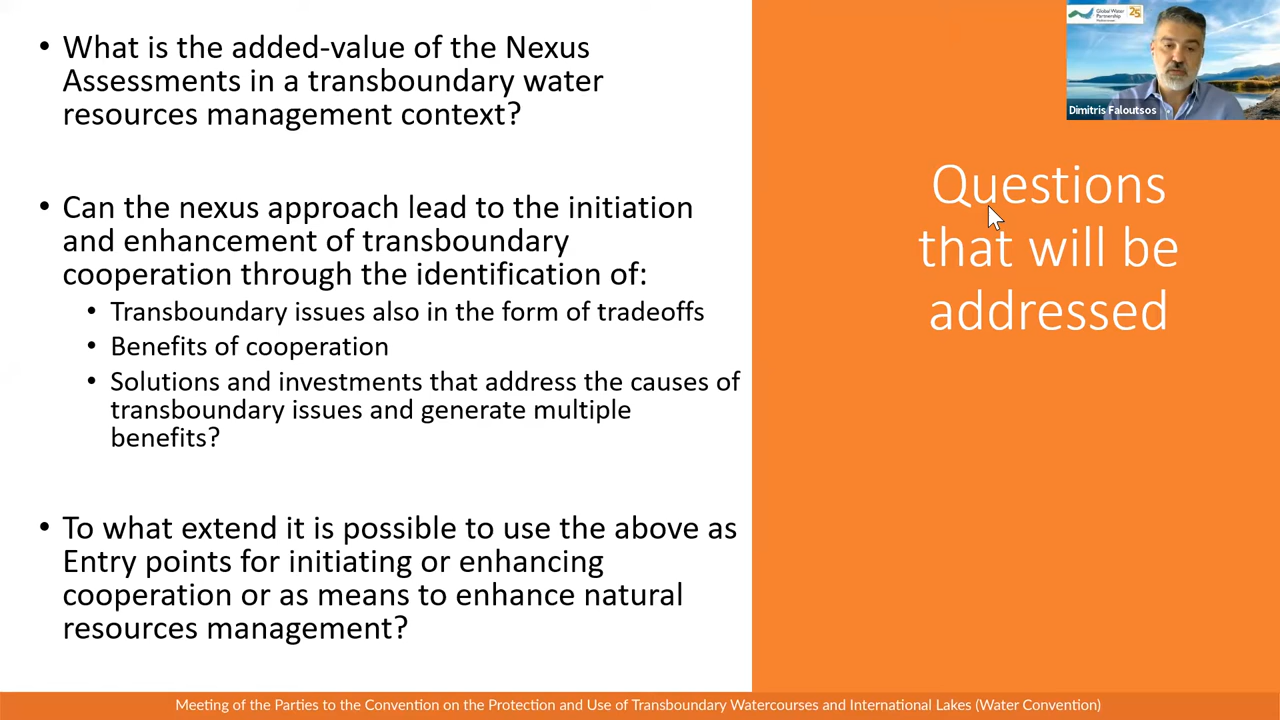 • What is the added-value of the Nexus
Assessments in a transboundary water
resources management context?
• Can the nexus approach lead to the initiation
and enhancement of transboundary
cooperation through the identification of:
• Transboundary issues also in the form of tradeoffs
• Benefits of cooperation
• Solutions and investments that address the causes of
transboundary issues and generate multiple
benefits?
• To what extend it is possible to use the above as
Entry points for initiating or enhancing
cooperation or as means to enhance natural
resources management?
Global Water
Partnership
25
Dimitris Faloutsos
Questions
that will be
addressed
Meeting of the Parties to the Convention on the Protection and Use of Transboundary Watercourses and International Lakes (Water Convention)